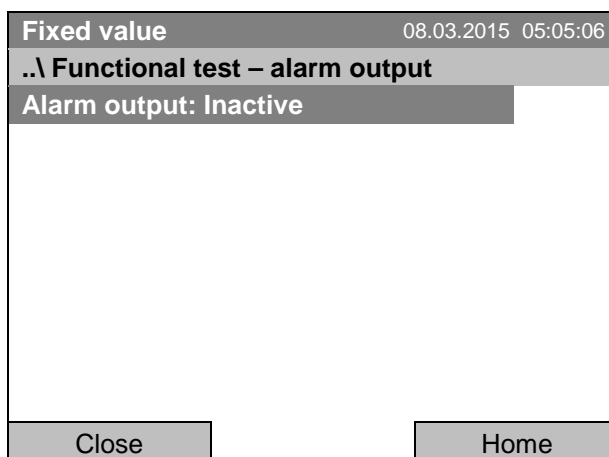 Fixed value 08.03.2015 05:05:06
..\ Functional test – alarm output
Alarm output: Inactive
Close Home